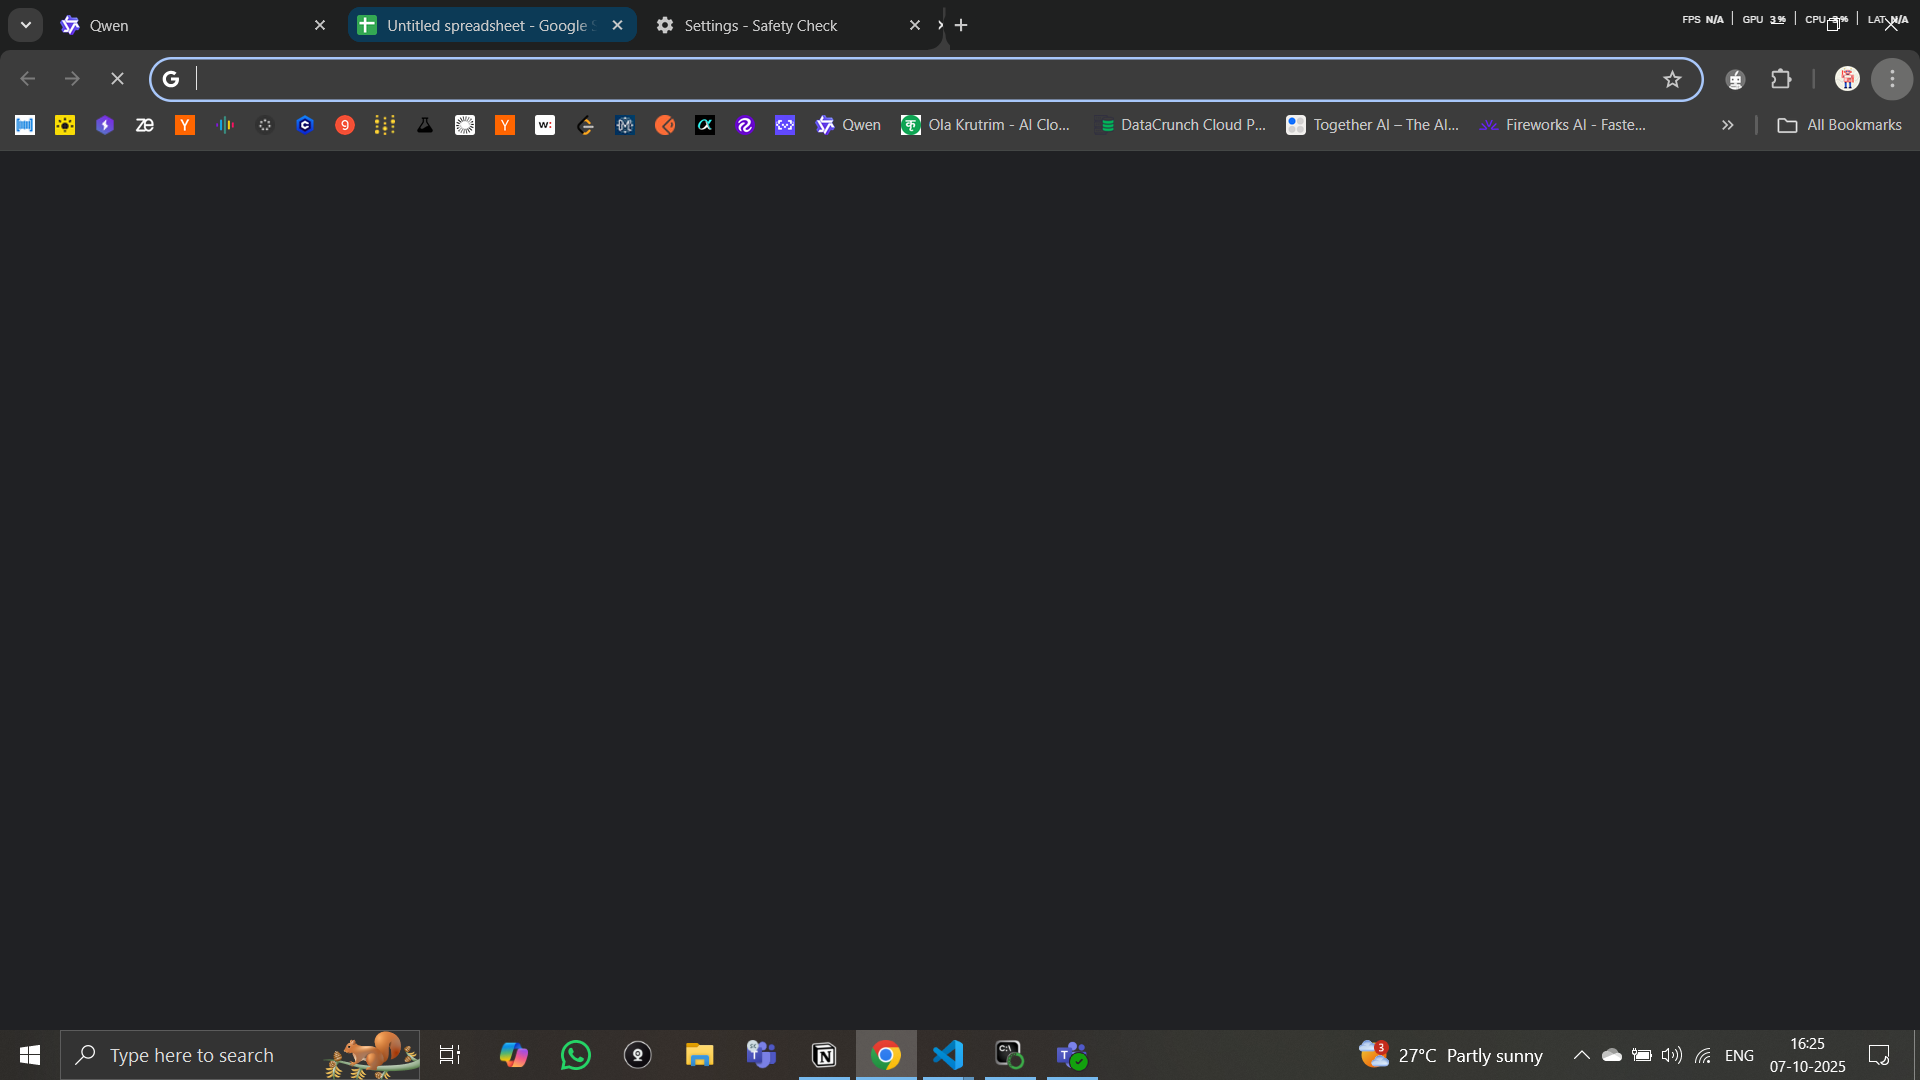 Qwen
Untitled spreadsheet - Google S
Settings - Safety Check
FPS N/A GPU 3 % CPU % LAT N/A
G
Qwen
Ola Krutrim - AI Clo...
DataCrunch Cloud P...
Together AI – The AI...
Fireworks AI - Faste...
All Bookmarks
Type here to search
3
27°C Partly sunny
ENG
16:25
07-10-2025